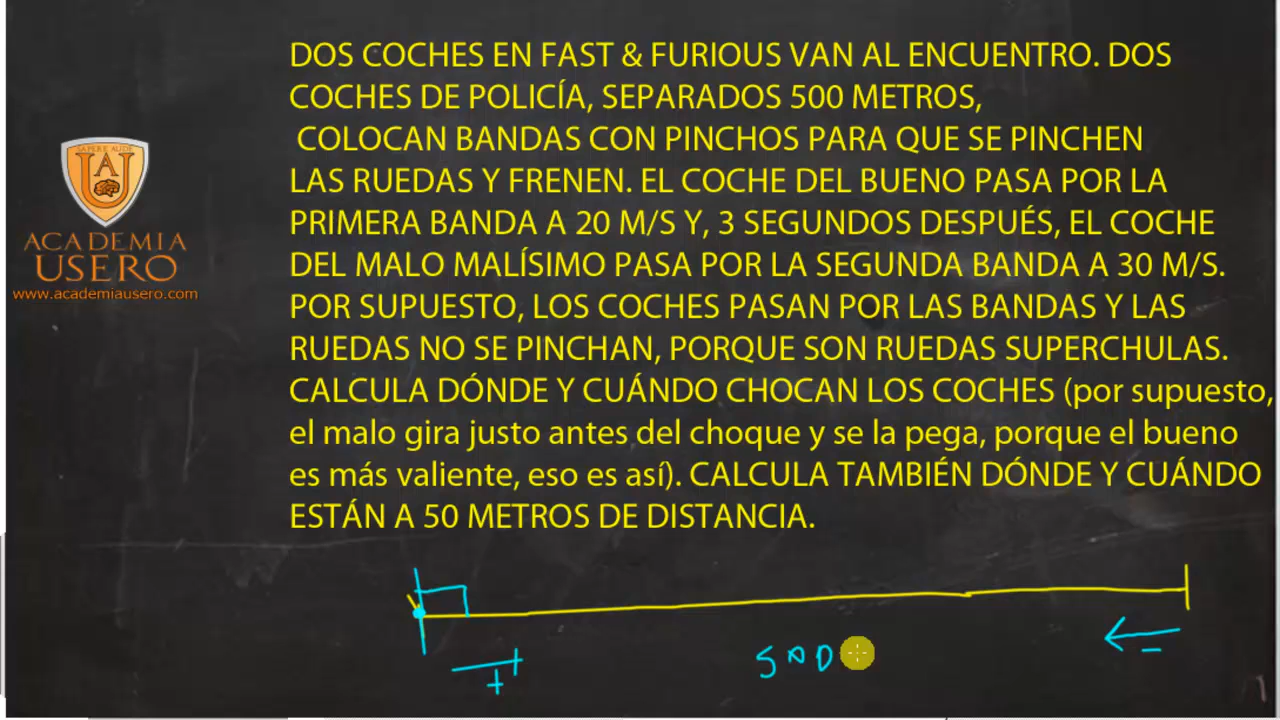 DOS COCHES EN FAST & FURIOUS VAN AL ENCUENTRO. DOS
COCHES DE POLICÍA, SEPARADOS 500 METROS,
COLOCAN BANDAS CON PINCHOS PARA QUE SE PINCHEN
LAS RUEDAS Y FRENEN. EL COCHE DEL BUENO PASA POR LA
PRIMERA BANDA A 20 M/S Y, 3 SEGUNDOS DESPUÉS, EL COCHE
DEL MALO MALÍSIMO PASA POR LA SEGUNDA BANDA A 30 M/S.
POR SUPUESTO, LOS COCHES PASAN POR LAS BANDAS Y LAS
RUEDAS NO SE PINCHAN, PORQUE SON RUEDAS SUPERCHULAS.
CALCULA DÓNDE Y CUÁNDO CHOCAN LOS COCHES (por supuesto,
el malo gira justo antes del choque y se la pega, porque el bueno
es más valiente, eso es así). CALCULA TAMBIÉN DÓNDE Y CUÁNDO
ESTÁN A 50 METROS DE DISTANCIA.
SAPERE AUDE
UA
ACADEMIA
USERO
www.academiausero.com
+
500
-